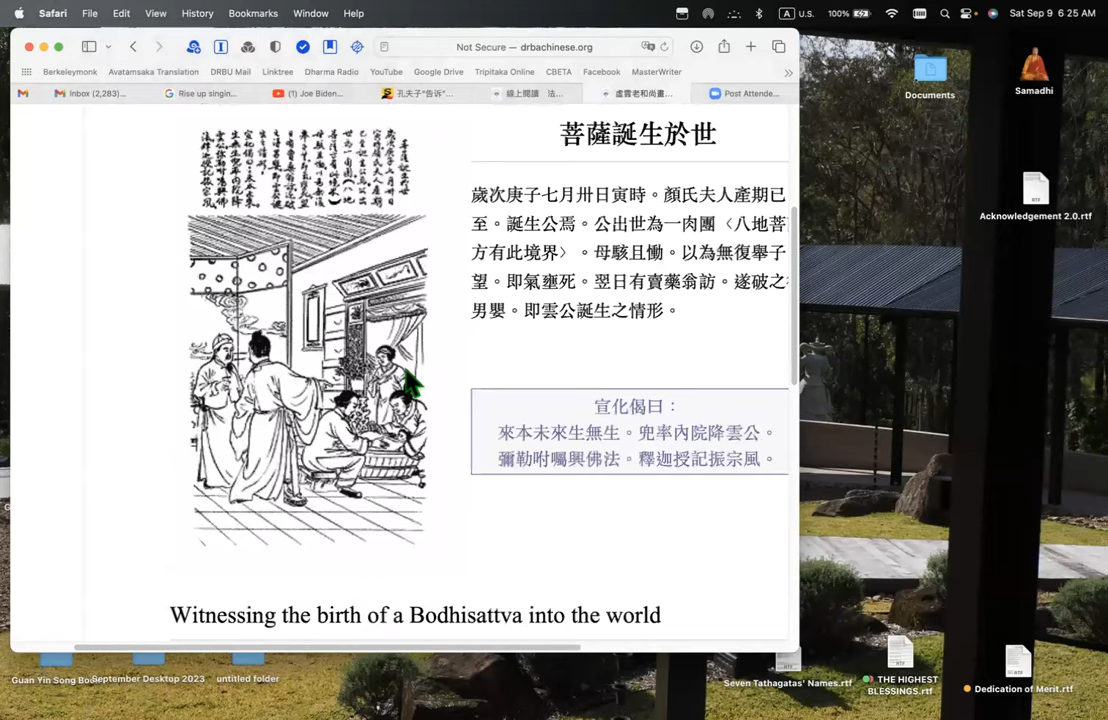 Safari File Edit View History Bookmarks Window Help
A U.S. 100% Sat Sep 9 6:25 AM
Not Secure — drbachinese.org
Berkeleymonk Avatamsaka Translation DRBU Mail Linktree Dharma Radio YouTube Google Drive Tripitaka Online CBETA Facebook MasterWriter
Inbox (2,283)... Rise up singin... (1) Joe Biden... 孔夫子"告诉"... 線上閱讀 法... 虛雲老和尚畫... Post Attende...
菩薩誕生於世
歲次庚子七月卅日寅時。顏氏夫人產期已
至。誕生公焉。公出世為一肉團〈八地菩
方有此境界〉。母駭且慟。以為無復舉子
望。即氣壅死。翌日有賣藥翁訪。遂破之
男嬰。即雲公誕生之情形。
宣化偈曰：
來本未來生無生。兜率內院降雲公。
彌勒咐囑興佛法。釋迦授記振宗風。
Witnessing the birth of a Bodhisattva into the world
Documents
Samadhi
Acknowledgement 2.0.rtf
Guan Yin Song Boo
September Desktop 2023
untitled folder
Seven Tathagatas' Names.rtf
THE HIGHEST
BLESSINGS.rtf
Dedication of Merit.rtf